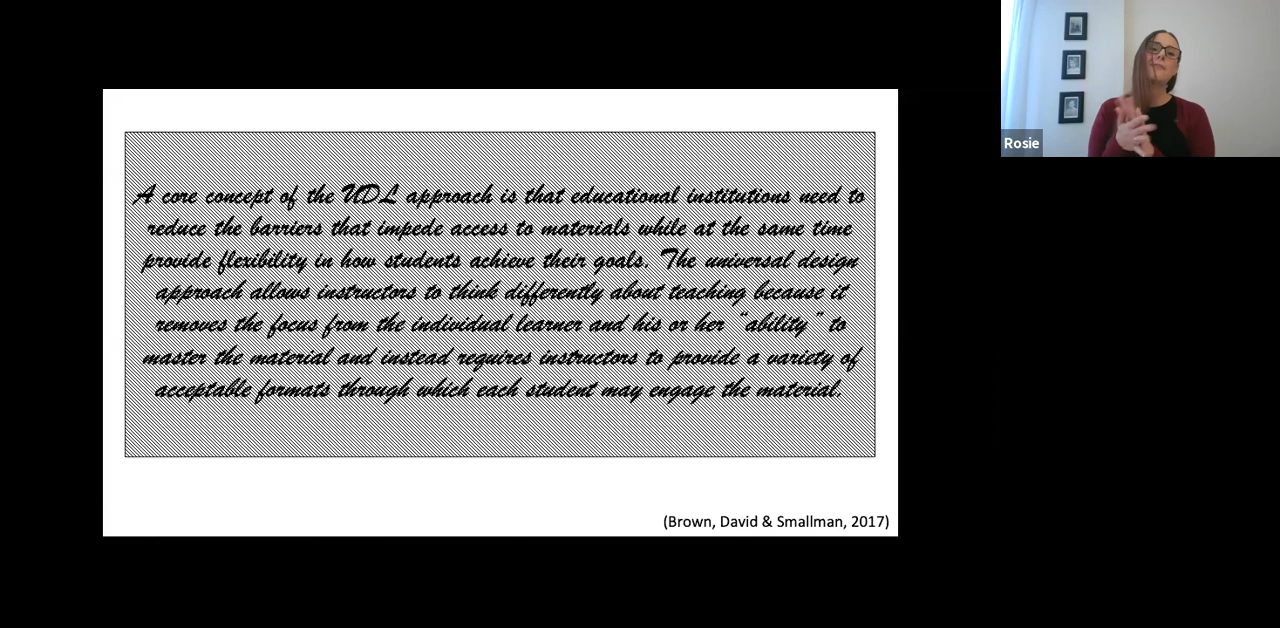 A core concept of the UDL approach is that educational institutions need to
reduce the barriers that impede access to materials while at the same time
provide flexibility in how students achieve their goals. The universal design
approach allows instructors to think differently about teaching because it
removes the focus from the individual learner and his or her “ability” to
master the material and instead requires instructors to provide a variety of
acceptable formats through which each student may engage the material.
(Brown, David & Smallman, 2017)
Rosie